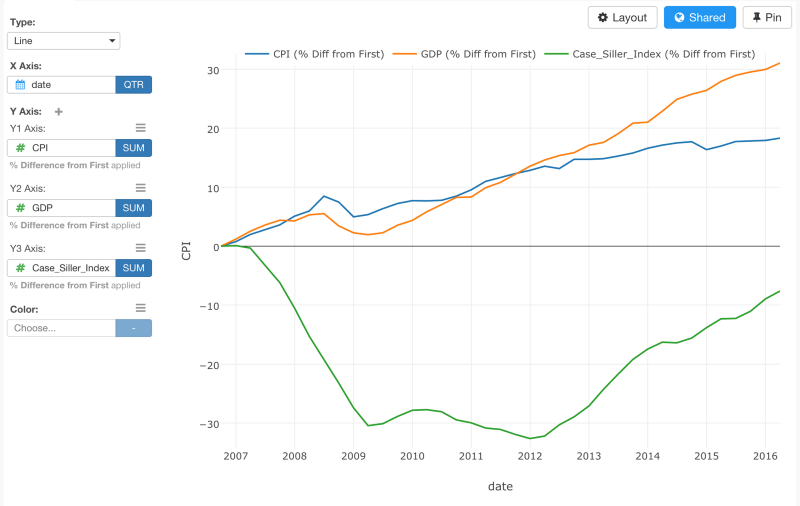 Type:
Line
X Axis:
date QTR
Y Axis:
Y1 Axis:
# CPI SUM
% Difference from First applied
Y2 Axis:
# GDP SUM
% Difference from First applied
Y3 Axis:
# Case_Siller_Index SUM
% Difference from First applied
Color:
Choose... -
Layout Shared Pin
CPI (% Diff from First) GDP (% Diff from First) Case_Siller_Index (% Diff from First)
30
20
10
0
−10
−20
−30
CPI
2007 2008 2009 2010 2011 2012 2013 2014 2015 2016
date